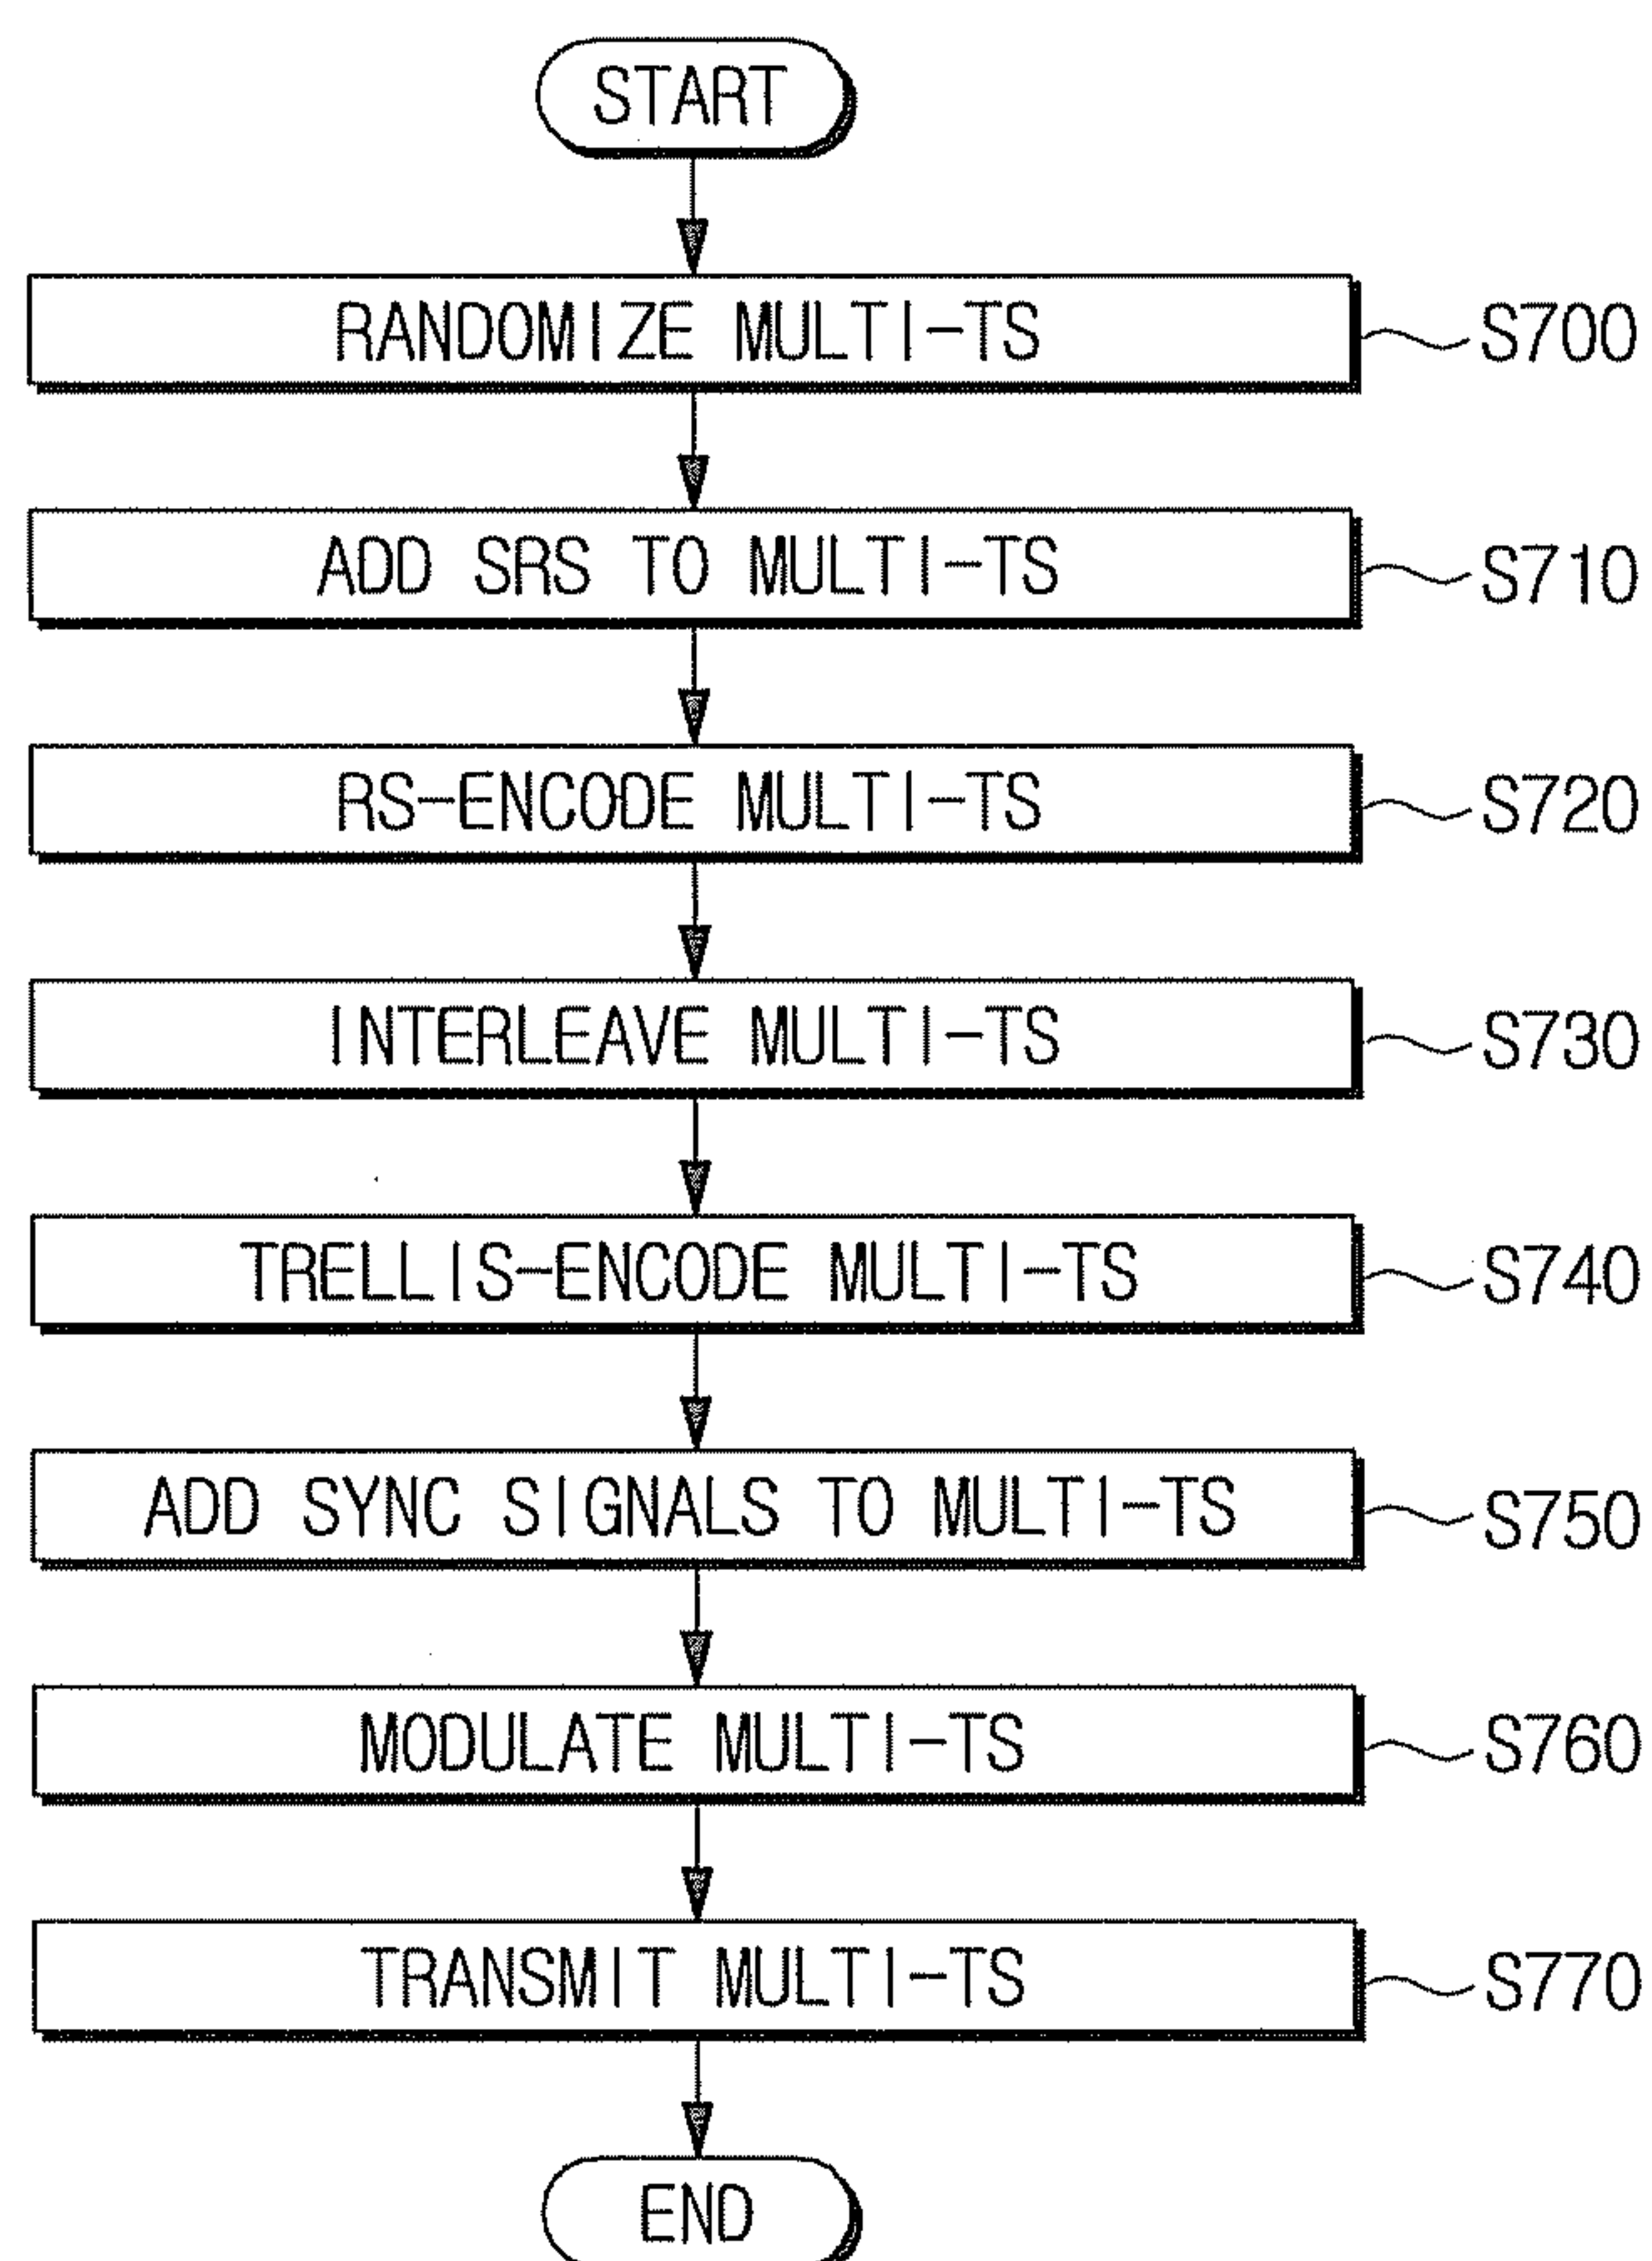 START
RANDOMIZE MULTI-TS
S700
ADD SRS TO MULTI-TS
S710
RS-ENCODE MULTI-TS
S720
INTERLEAVE MULTI-TS
S730
TRELLIS-ENCODE MULTI-TS
S740
ADD SYNC SIGNALS TO MULTI-TS
S750
MODULATE MULTI-TS
S760
TRANSMIT MULTI-TS
S770
END